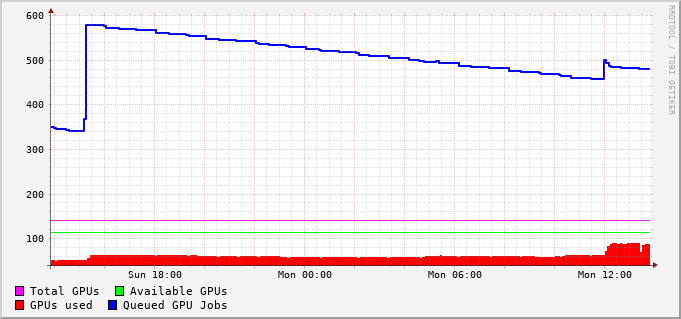 600
500
400
300
200
100
Sun 18:00 Mon 00:00 Mon 06:00 Mon 12:00
Total GPUs Available GPUs
GPUs used Queued GPU Jobs
RRDTOOL / TOBI OETIKER